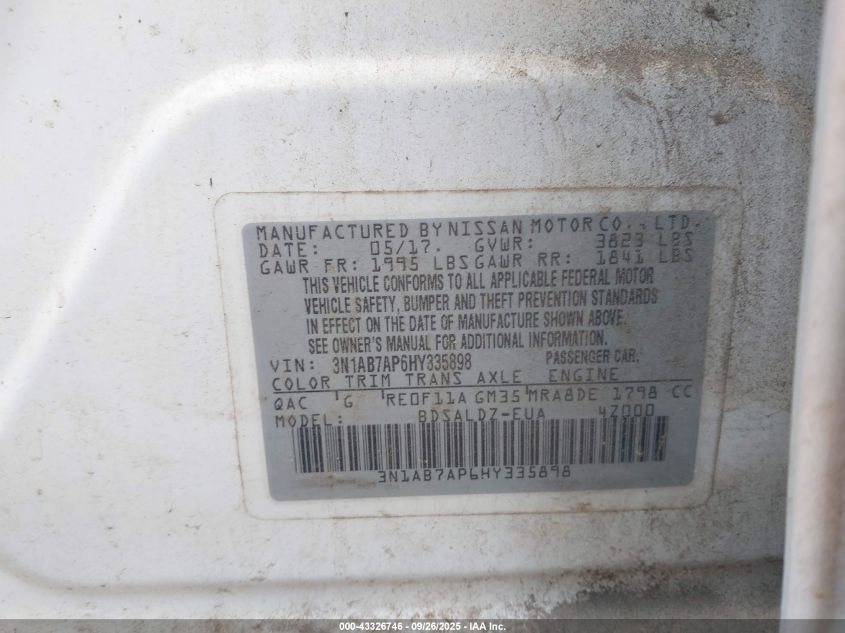 MANUFACTURED BY NISSAN MOTOR CO., LTD.
DATE: 05/17. GVWR: 3823 LBS
GAWR FR: 1995 LBS GAWR RR: 1841 LBS
THIS VEHICLE CONFORMS TO ALL APPLICABLE FEDERAL MOTOR
VEHICLE SAFETY, BUMPER AND THEFT PREVENTION STANDARDS
IN EFFECT ON THE DATE OF MANUFACTURE SHOWN ABOVE.
SEE OWNER'S MANUAL FOR ADDITIONAL INFORMATION.
VIN: 3N1AB7AP6HY335898 PASSENGER CAR.
COLOR TRIM TRANS AXLE ENGINE
QAC G RE0F11A GM35 MRA8DE 1798 CC
MODEL: BDSALDZ-EUA 4Z000
3N1AB7AP6HY335898
000-43326746 - 09/26/2025 - IAA Inc.